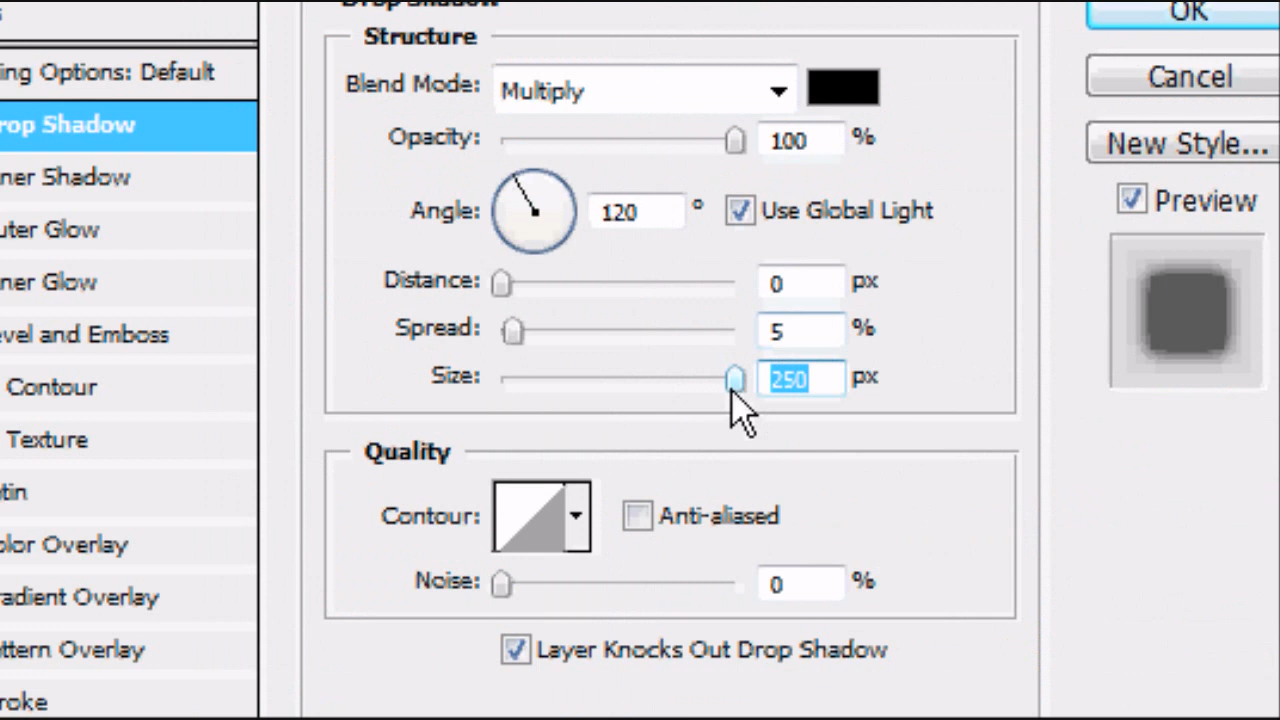 Drop Shadow
OK
Structure
ing Options: Default
Blend Mode: Multiply
Cancel
rop Shadow
Opacity: 100 %
New Style...
ner Shadow
Angle: 120 ° Use Global Light
Preview
uter Glow
ner Glow
Distance: 0 px
evel and Emboss
Spread: 5 %
Contour
Size: 250 px
Texture
Quality
tin
Contour: Anti-aliased
olor Overlay
Noise: 0 %
radient Overlay
attern Overlay
Layer Knocks Out Drop Shadow
roke